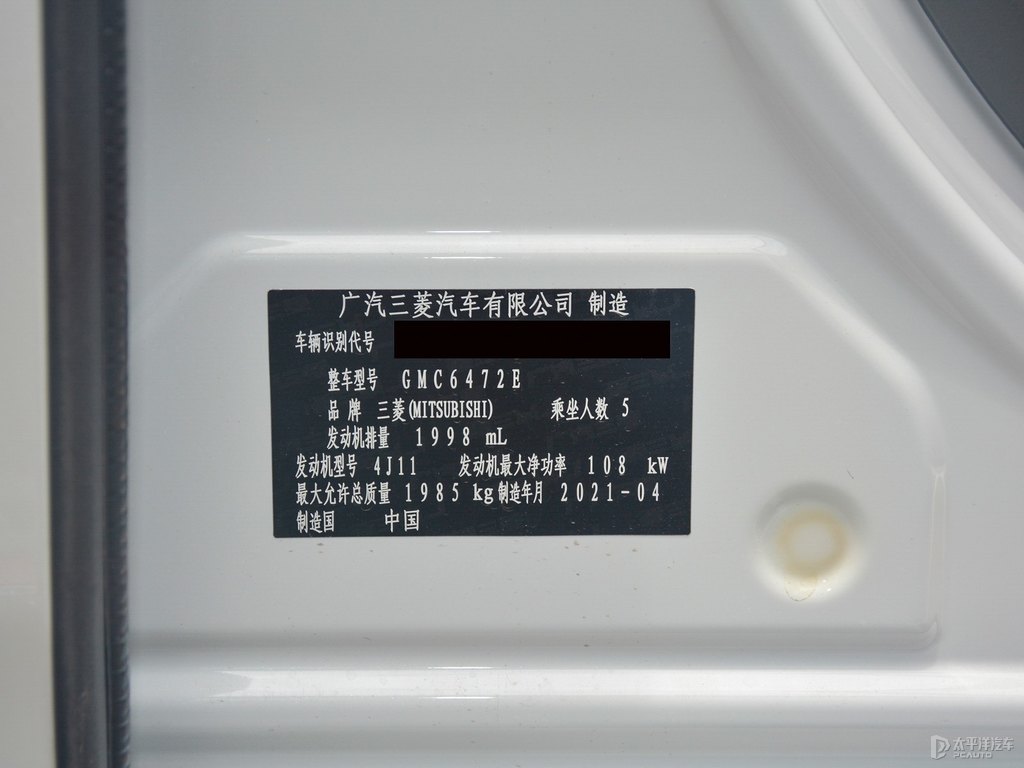 广汽三菱汽车有限公司 制造
车辆识别代号
整车型号 GMC6472E
品牌 三菱(MITSUBISHI) 乘坐人数 5
发动机排量 1998 mL
发动机型号 4J11 发动机最大净功率 108 kW
最大允许总质量 1985 kg 制造年月 2021-04
制造国 中国
太平洋汽车
PCAUTO